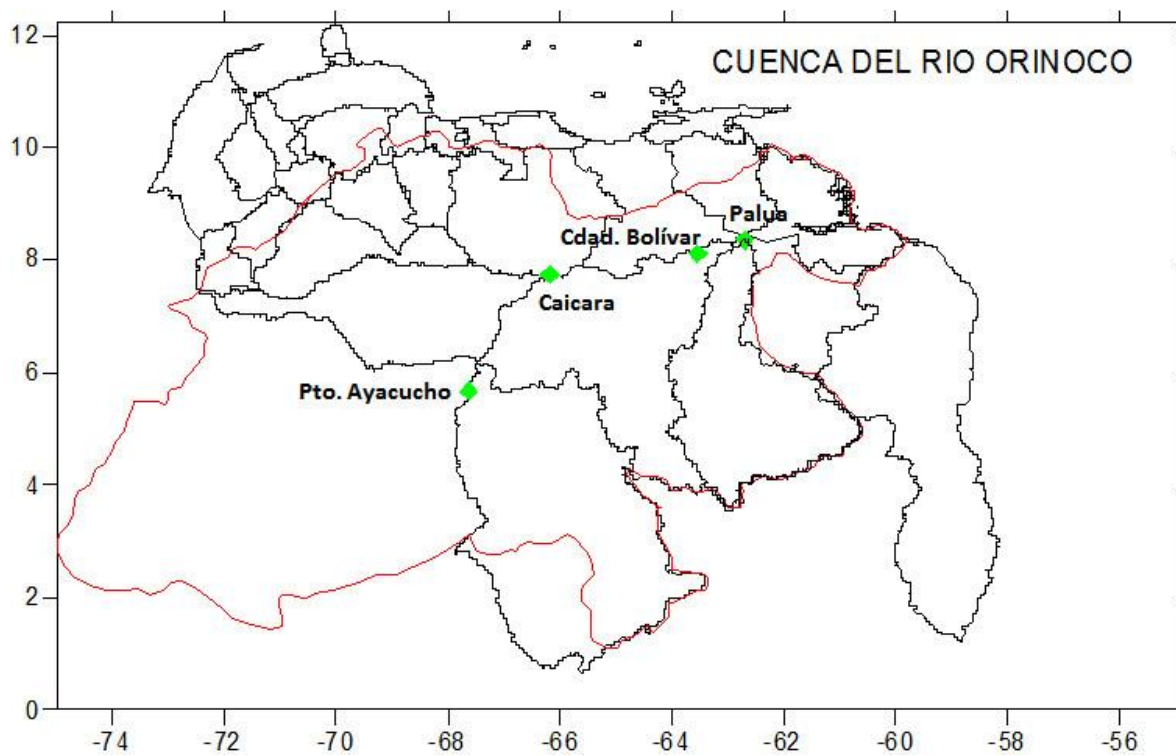 12
CUENCA DEL RIO ORINOCO
10
Palua
Cdad. Bolívar
8
Caicara
6
Pto. Ayacucho
4
2
0
-74 -72 -70 -68 -66 -64 -62 -60 -58 -56